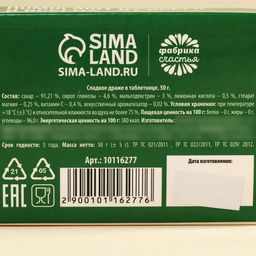 SIMA
LAND
SIMA-LAND.RU
фабрика
счастья
Сладкое драже в таблетнице, 50 г.
Состав: сахар – 91,21 %, сироп глюкозы – 4,6 %, мальтодекстрин – 3 %, лимонная кислота – 0,5 %, стеарат
магния – 0,25 %, витамин С – 0,4 %, искусственный ароматизатор – 0,02 %. Условия хранения: при температуре
+18 °С (±3 °С) и относительной влажности воздуха не более 75 %. Пищевая ценность на 100 г: белки – 0 г, жиры – 0 г,
углеводы – 96,0 г. Энергетическая ценность на 100 г: 380 ккал. Изготовитель:
Срок годности: 3 года. Масса: 50 г (± 5 г). ТР ТС 021/2011 , ТР ТС 022/2011, ТР ТС 029/2012.
Арт.: 10116277
Дата изготовления:
21
05
EAC
2 900101 162776